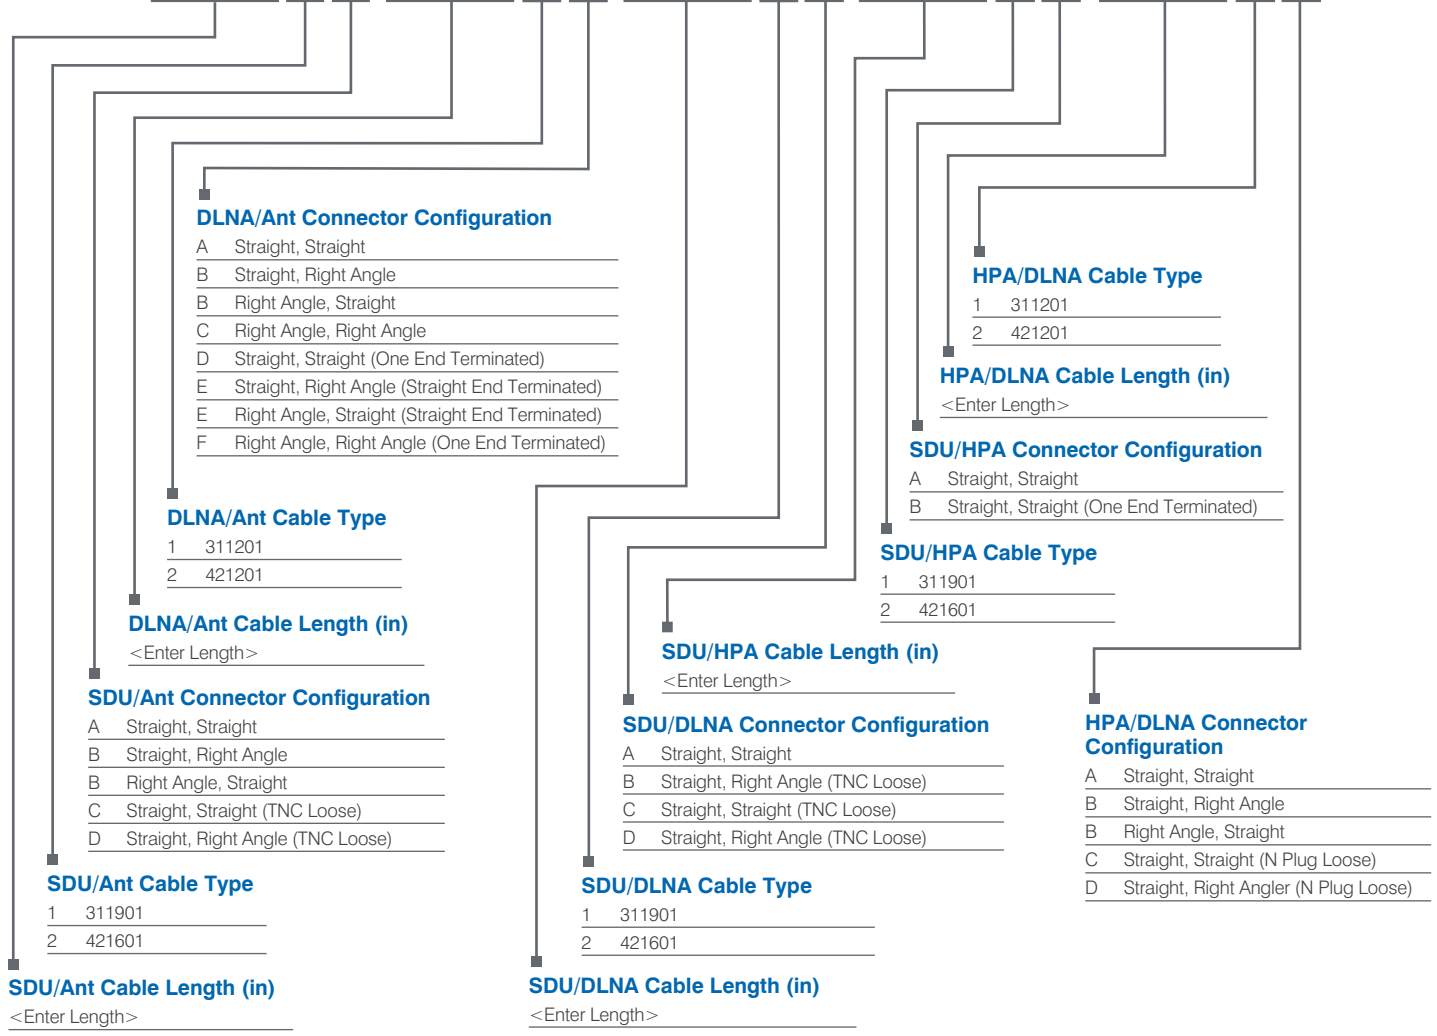 DLNA/Ant Connector Configuration
A Straight, Straight
B Straight, Right Angle
B Right Angle, Straight
C Right Angle, Right Angle
D Straight, Straight (One End Terminated)
E Straight, Right Angle (Straight End Terminated)
E Right Angle, Straight (Straight End Terminated)
F Right Angle, Right Angle (One End Terminated)
DLNA/Ant Cable Type
1 311201
2 421201
DLNA/Ant Cable Length (in)
<Enter Length>
SDU/Ant Connector Configuration
A Straight, Straight
B Straight, Right Angle
B Right Angle, Straight
C Straight, Straight (TNC Loose)
D Straight, Right Angle (TNC Loose)
SDU/Ant Cable Type
1 311901
2 421601
SDU/Ant Cable Length (in)
<Enter Length>
HPA/DLNA Cable Type
1 311201
2 421201
HPA/DLNA Cable Length (in)
<Enter Length>
SDU/HPA Connector Configuration
A Straight, Straight
B Straight, Straight (One End Terminated)
SDU/HPA Cable Type
1 311901
2 421601
SDU/HPA Cable Length (in)
<Enter Length>
SDU/DLNA Connector Configuration
A Straight, Straight
B Straight, Right Angle (TNC Loose)
C Straight, Straight (TNC Loose)
D Straight, Right Angle (TNC Loose)
SDU/DLNA Cable Type
1 311901
2 421601
SDU/DLNA Cable Length (in)
<Enter Length>
HPA/DLNA Connector
Configuration
A Straight, Straight
B Straight, Right Angle
B Right Angle, Straight
C Straight, Straight (N Plug Loose)
D Straight, Right Angler (N Plug Loose)